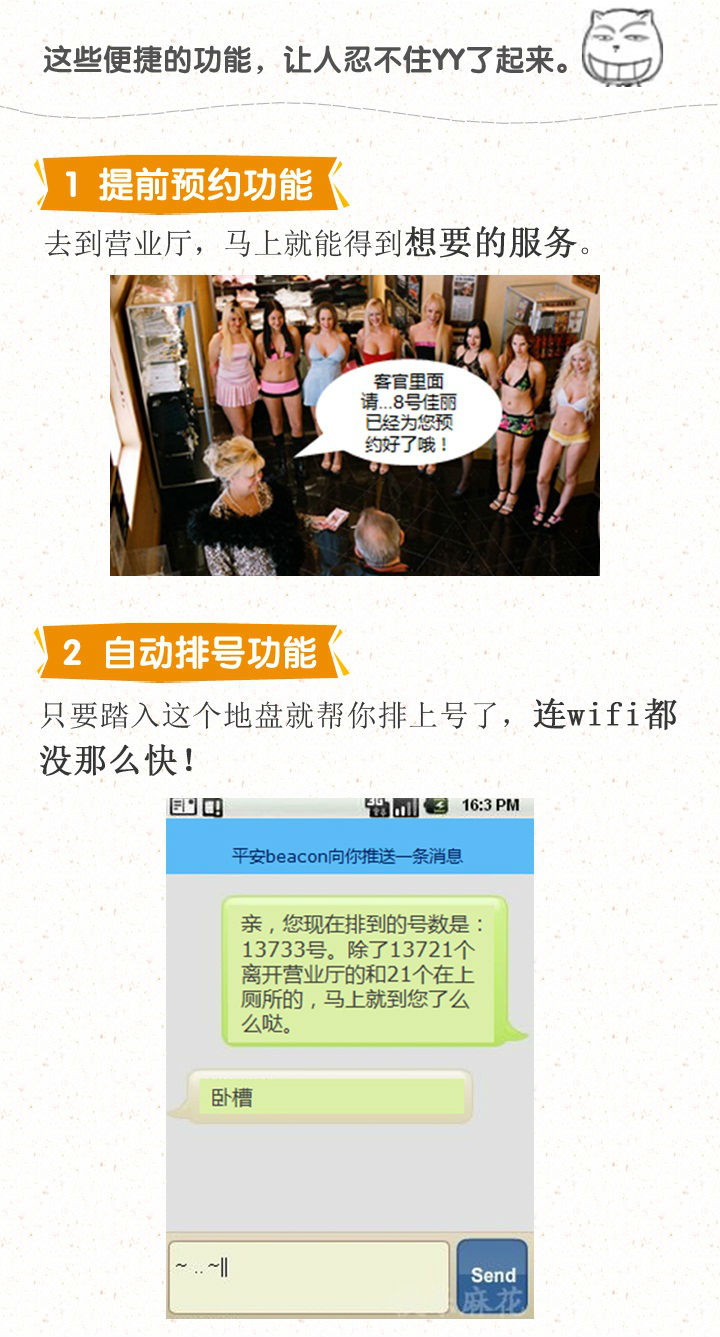 这些便捷的功能，让人忍不住YY了起来。
1 提前预约功能
去到营业厅，马上就能得到想要的服务。
客官里面
请...8号佳丽
已经为您预
约好了哦！
2 自动排号功能
只要踏入这个地盘就帮你排上号了，连wifi都
没那么快！
3G
16:3 PM
平安beacon向你推送一条消息
亲，您现在排到的号数是：
13733号。除了13721个
离开营业厅的和21个在上
厕所的，马上就到您了么
么哒。
卧槽
~ .. ~||
Send
麻花